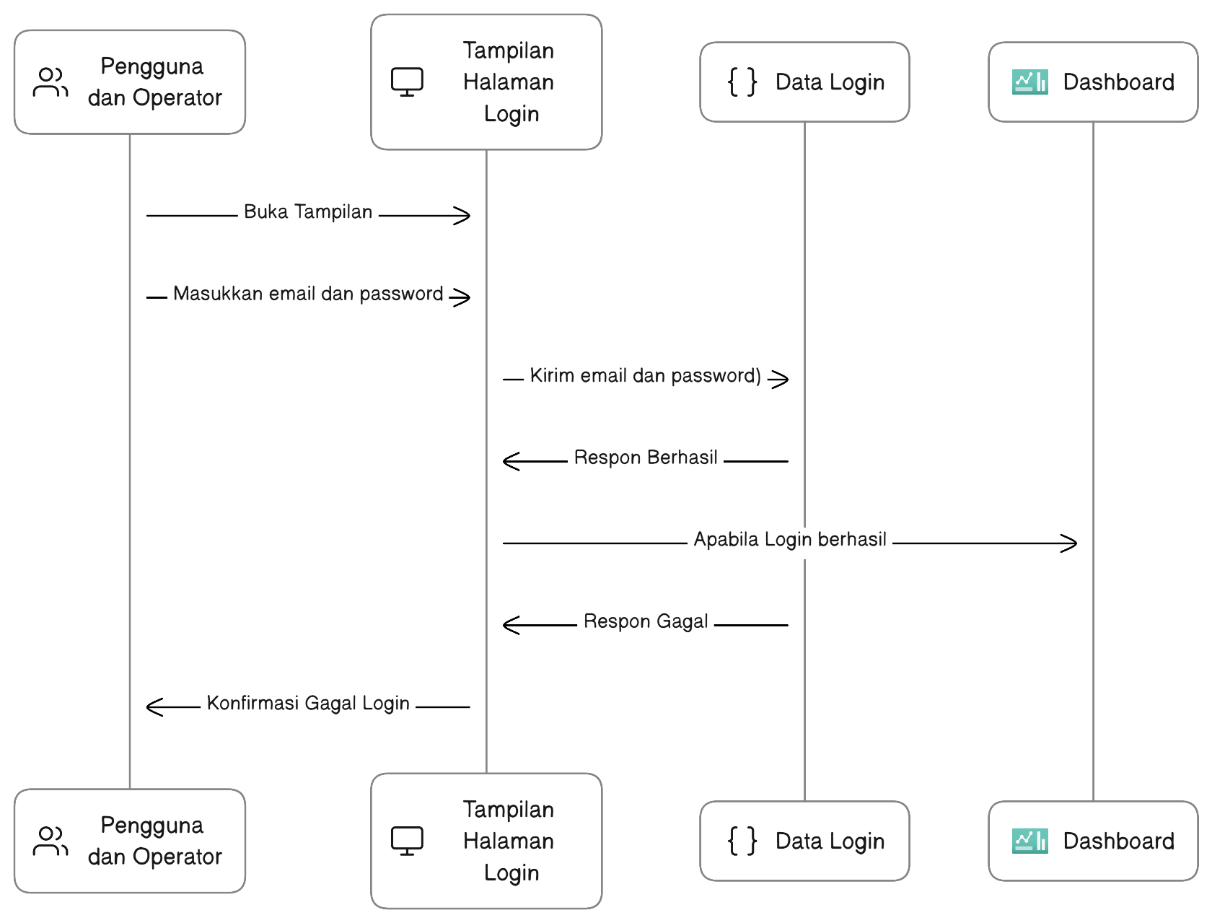 Pengguna
dan Operator
Tampilan
Halaman
Login
Data Login
Dashboard
Buka Tampilan
Masukkan email dan password
Kirim email dan password)
Respon Berhasil
Apabila Login berhasil
Respon Gagal
Konfirmasi Gagal Login
Pengguna
dan Operator
Tampilan
Halaman
Login
Data Login
Dashboard